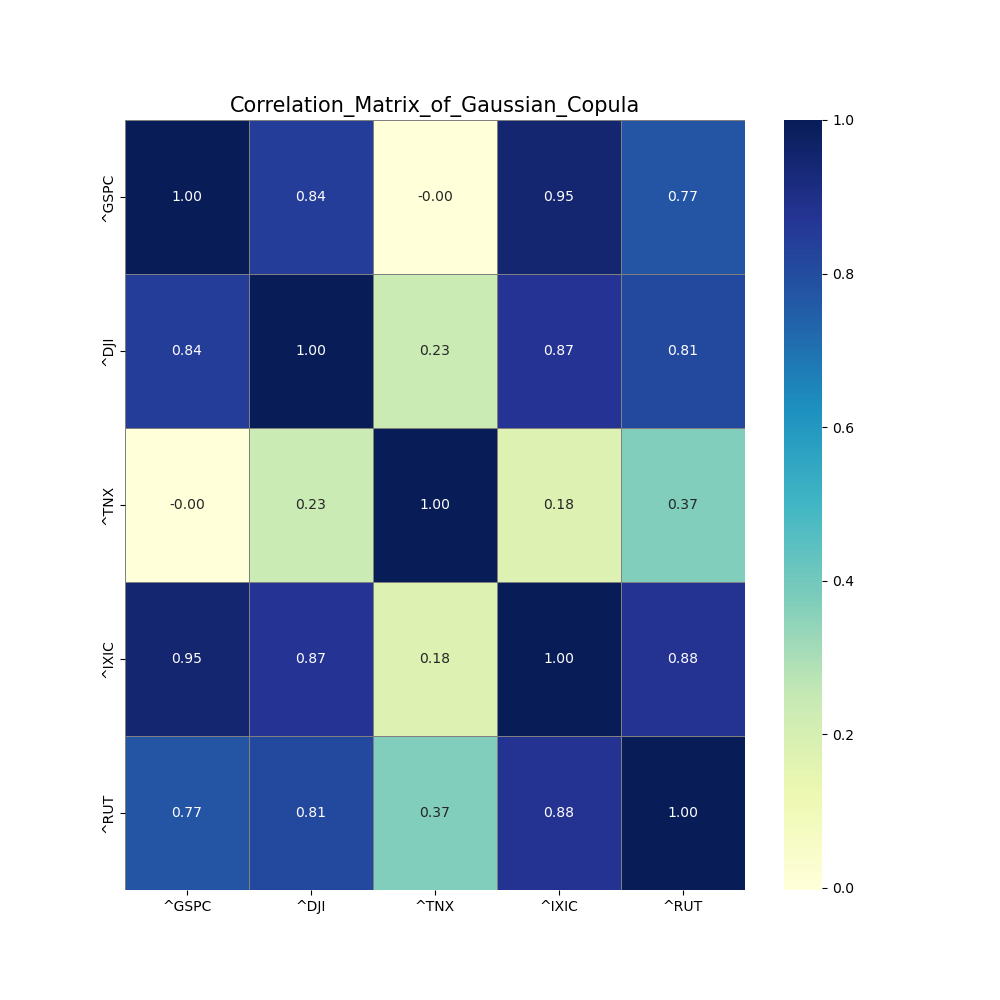 Correlation_Matrix_of_Gaussian_Copula
^GSPC 1.00 0.84 -0.00 0.95 0.77
^DJI 0.84 1.00 0.23 0.87 0.81
^TNX -0.00 0.23 1.00 0.18 0.37
^IXIC 0.95 0.87 0.18 1.00 0.88
^RUT 0.77 0.81 0.37 0.88 1.00
^GSPC ^DJI ^TNX ^IXIC ^RUT
1.0
0.8
0.6
0.4
0.2
0.0